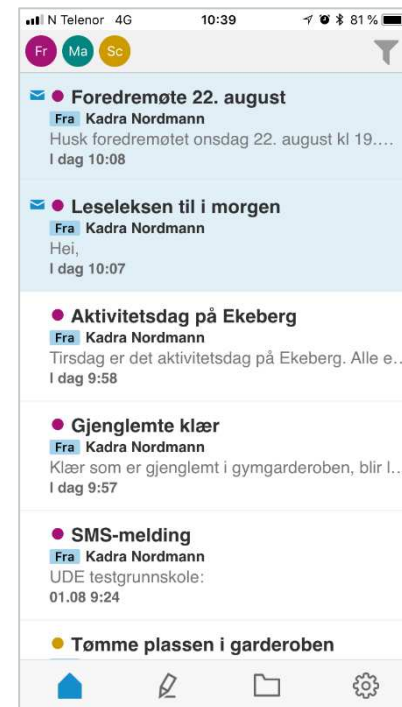 N Telenor 4G 10:39 81 %
Fr Ma Sc
Foredremøte 22. august
Fra Kadra Nordmann
Husk foredremøtet onsdag 22. august kl 19....
I dag 10:08
Leseleksen til i morgen
Fra Kadra Nordmann
Hei,
I dag 10:07
Aktivitetsdag på Ekeberg
Fra Kadra Nordmann
Tirsdag er det aktivitetsdag på Ekeberg. Alle e...
I dag 9:58
Gjenglemte klær
Fra Kadra Nordmann
Klær som er gjenglemt i gymgarderoben, blir l...
I dag 9:57
SMS-melding
Fra Kadra Nordmann
UDE testgrunnskole:
01.08 9:24
Tømme plassen i garderoben